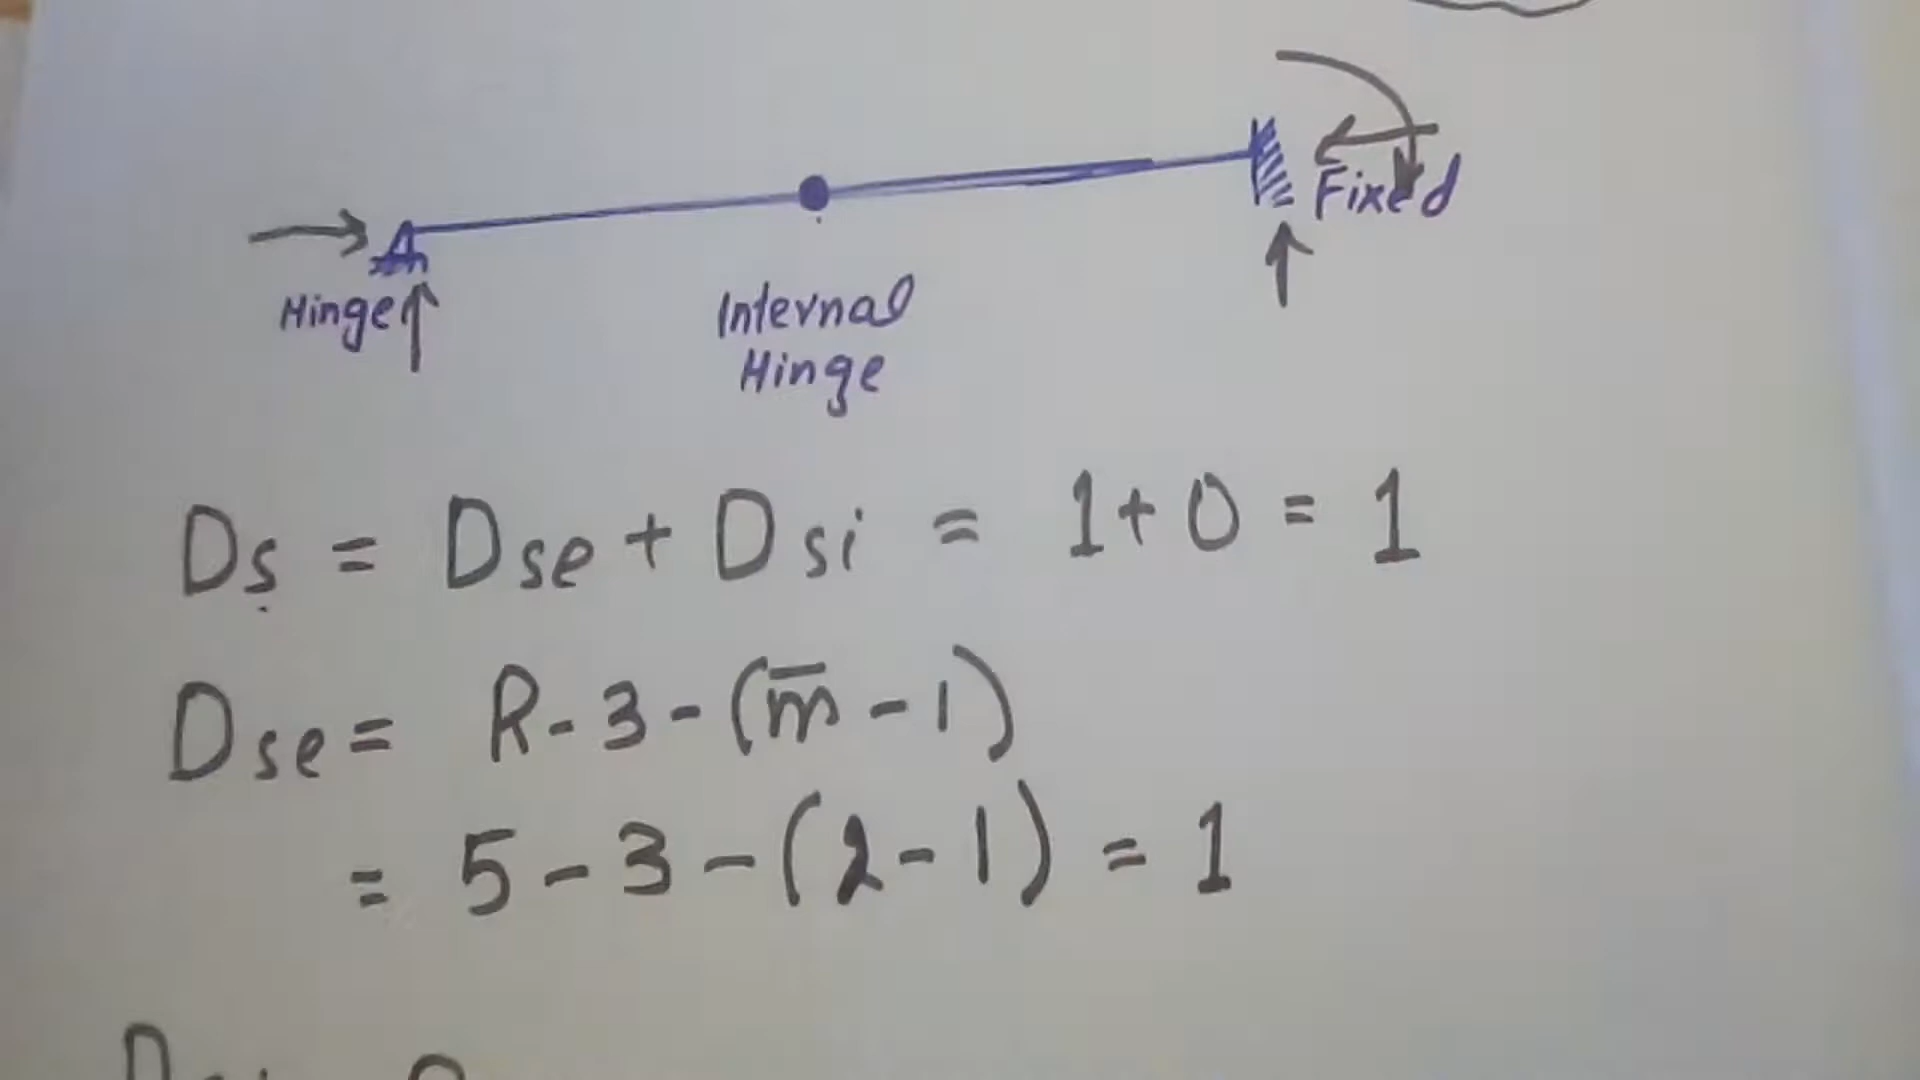 Fixed
Hinge
Internal
Hinge
Ds = Dse + Dsi = 1 + 0 = 1
Dse = R - 3 - (m̅ - 1)
= 5 - 3 - (2 - 1) = 1